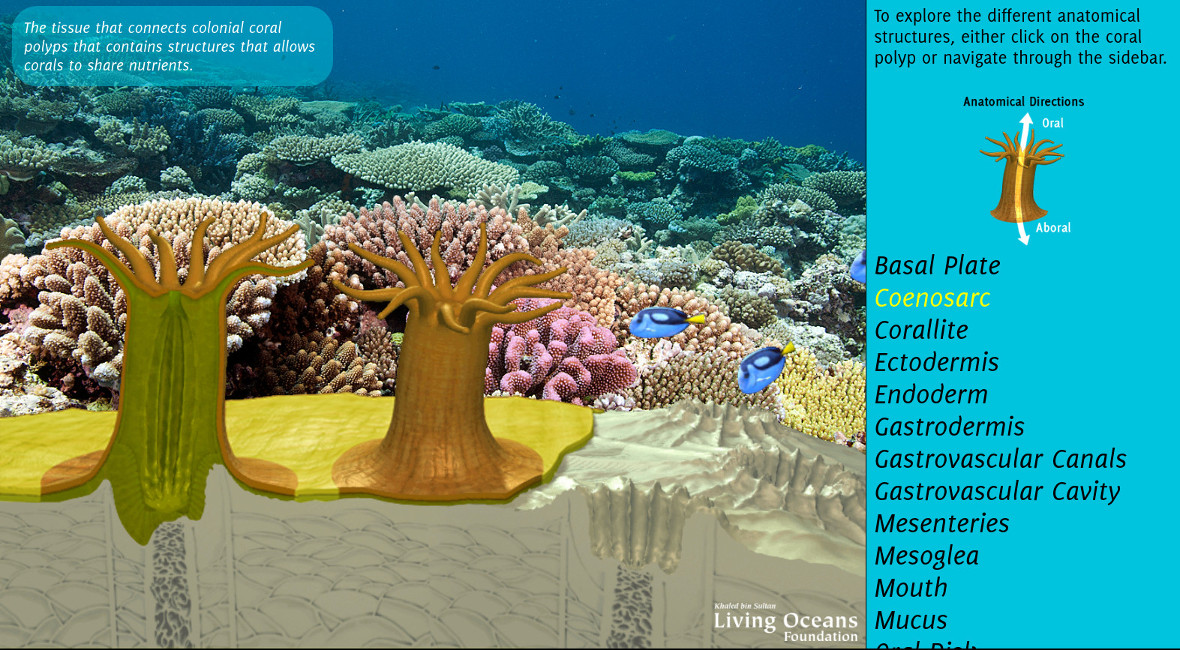 The tissue that connects colonial coral
polyps that contains structures that allows
corals to share nutrients.
To explore the different anatomical
structures, either click on the coral
polyp or navigate through the sidebar.
Anatomical Directions
Oral
Aboral
Basal Plate
Coenosarc
Corallite
Ectodermis
Endoderm
Gastrodermis
Gastrovascular Canals
Gastrovascular Cavity
Mesenteries
Mesoglea
Mouth
Mucus
Oral Disk
Khaled bin Sultan
Living Oceans
Foundation